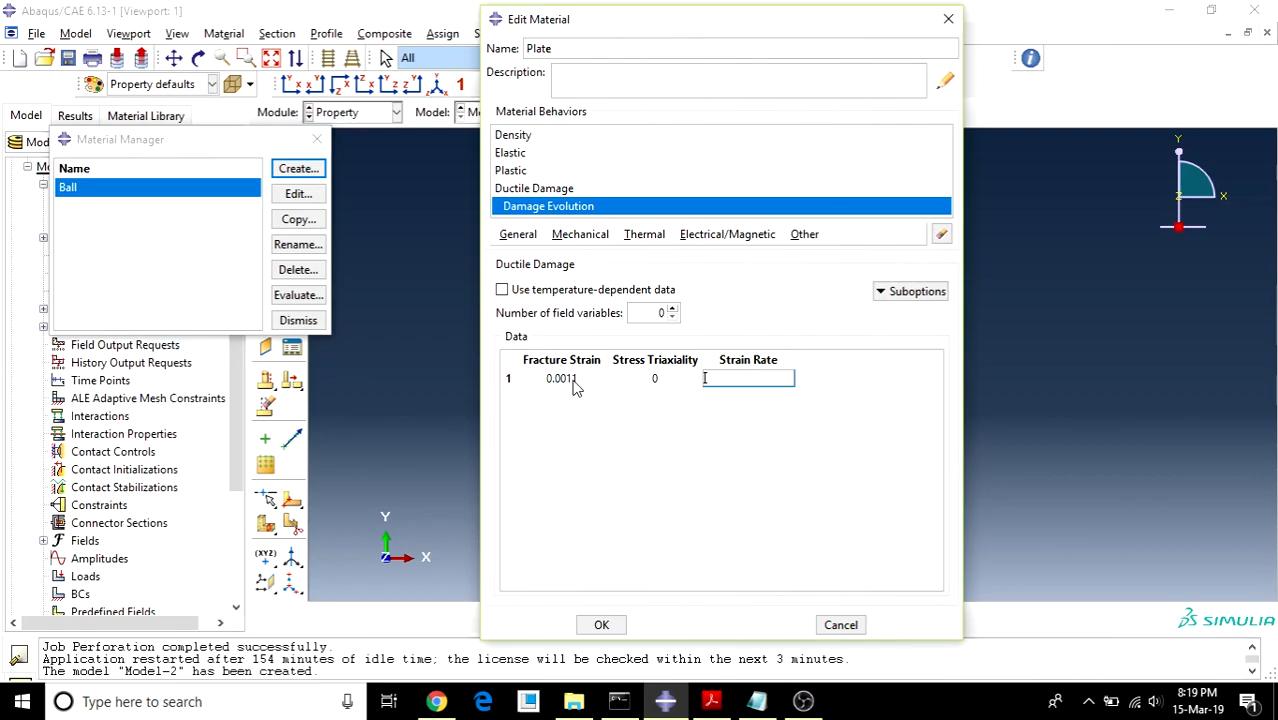 Abaqus/CAE 6.13-1 [Viewport: 1]
File Model Viewport View Material Section Profile Composite Assign S
All
Property defaults
1
Model Results Material Library Module: Property Model:
Material Manager
Name
Ball
Create...
Edit...
Copy...
Rename...
Delete...
Evaluate...
Dismiss
Field Output Requests
History Output Requests
Time Points
ALE Adaptive Mesh Constraints
Interactions
Interaction Properties
Contact Controls
Contact Initializations
Contact Stabilizations
Constraints
Connector Sections
Fields
Amplitudes
Loads
BCs
Predefined Fields
Edit Material
Name: Plate
Description:
Material Behaviors
Density
Elastic
Plastic
Ductile Damage
Damage Evolution
General Mechanical Thermal Electrical/Magnetic Other
Ductile Damage
Use temperature-dependent data
Suboptions
Number of field variables: 0
Data
Fracture Strain Stress Triaxiality Strain Rate
1 0.0011 0
OK Cancel
Y
Z X
Y
Z X
SIMULIA
Job Perforation completed successfully.
Application restarted after 154 minutes of idle time; the license will be checked within the next 3 minutes.
The model "Model-2" has been created.
Type here to search
8:19 PM
15-Mar-19